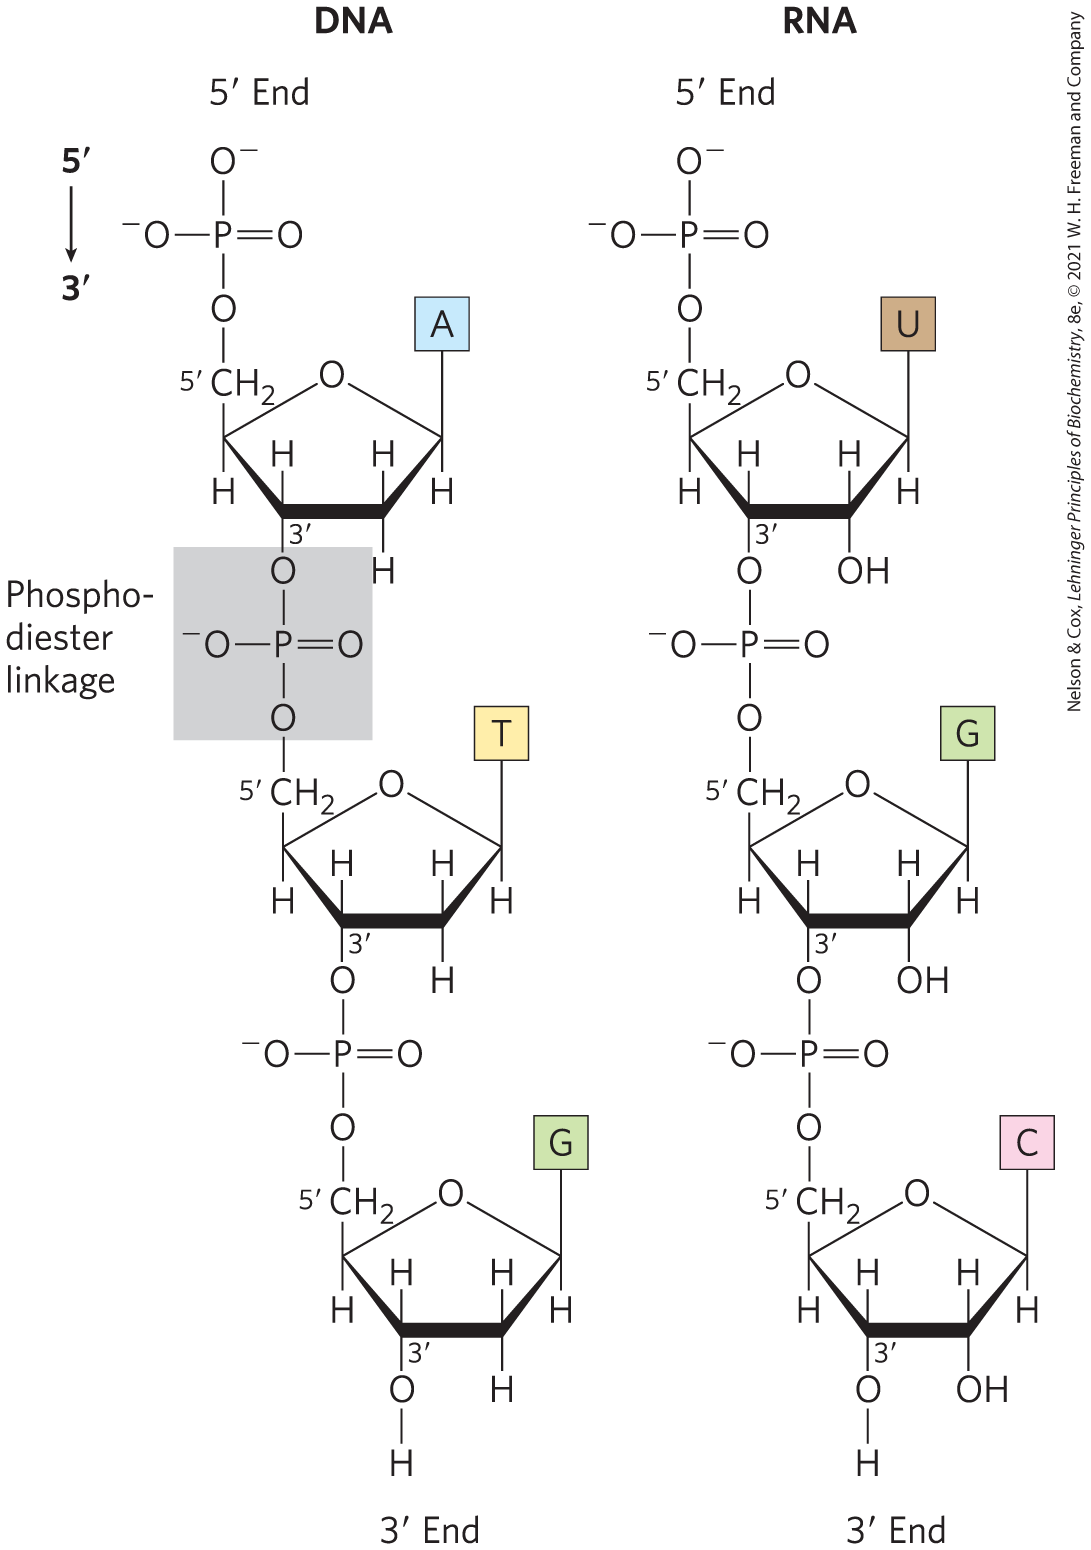 DNA
RNA
5′ End
5′ End
5′
3′
O⁻
⁻O—P=O
O
A
5′ CH₂
O
H
H
H
H
3′
O
H
Phospho-
diester
linkage
⁻O—P=O
O
T
5′ CH₂
O
H
H
H
H
3′
O
H
⁻O—P=O
O
G
5′ CH₂
O
H
H
H
H
3′
O
H
H
3′ End
O⁻
⁻O—P=O
O
U
5′ CH₂
O
H
H
H
H
3′
O
OH
⁻O—P=O
O
G
5′ CH₂
O
H
H
H
H
3′
O
OH
⁻O—P=O
O
C
5′ CH₂
O
H
H
H
H
3′
O
OH
H
3′ End
Nelson & Cox, Lehninger Principles of Biochemistry, 8e, © 2021 W. H. Freeman and Company